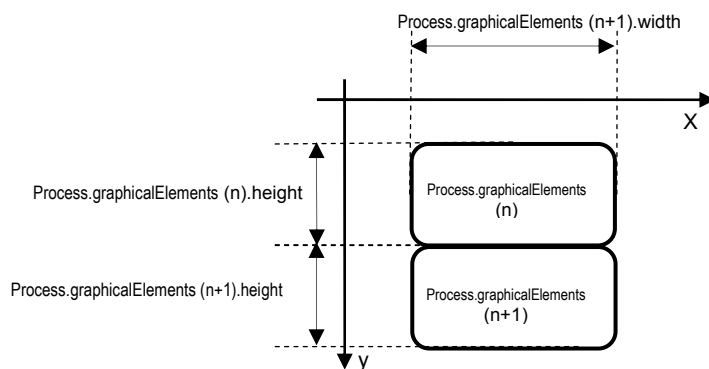 Process.graphicalElements (n+1).width
X
Process.graphicalElements (n).height
Process.graphicalElements
(n)
Process.graphicalElements (n+1).height
Process.graphicalElements
(n+1)
y